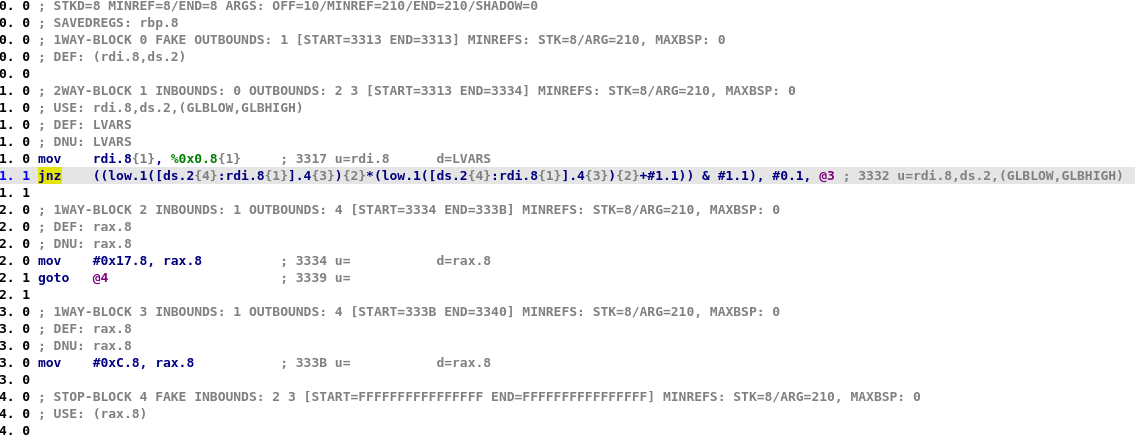 0. 0 ; STKD=8 MINREF=8/END=8 ARGS: OFF=10/MINREF=210/END=210/SHADOW=0
0. 0 ; SAVEDREGS: rbp.8
0. 0 ; 1WAY-BLOCK 0 FAKE OUTBOUNDS: 1 [START=3313 END=3313] MINREFS: STK=8/ARG=210, MAXBSP: 0
0. 0 ; DEF: (rdi.8,ds.2)
0. 0
1. 0 ; 2WAY-BLOCK 1 INBOUNDS: 0 OUTBOUNDS: 2 3 [START=3313 END=3334] MINREFS: STK=8/ARG=210, MAXBSP: 0
1. 0 ; USE: rdi.8,ds.2,(GLBLOW,GLBHIGH)
1. 0 ; DEF: LVARS
1. 0 ; DNU: LVARS
1. 0 mov    rdi.8{1}, %0x0.8{1}     ; 3317 u=rdi.8      d=LVARS
1. 1 jnz    ((low.1([ds.2{4}:rdi.8{1}].4{3}){2}*(low.1([ds.2{4}:rdi.8{1}].4{3}){2}+#1.1)) & #1.1), #0.1, @3 ; 3332 u=rdi.8,ds.2,(GLBLOW,GLBHIGH)
1. 1
2. 0 ; 1WAY-BLOCK 2 INBOUNDS: 1 OUTBOUNDS: 4 [START=3334 END=333B] MINREFS: STK=8/ARG=210, MAXBSP: 0
2. 0 ; DEF: rax.8
2. 0 ; DNU: rax.8
2. 0 mov    #0x17.8, rax.8          ; 3334 u=           d=rax.8
2. 1 goto   @4                      ; 3339 u=
2. 1
3. 0 ; 1WAY-BLOCK 3 INBOUNDS: 1 OUTBOUNDS: 4 [START=333B END=3340] MINREFS: STK=8/ARG=210, MAXBSP: 0
3. 0 ; DEF: rax.8
3. 0 ; DNU: rax.8
3. 0 mov    #0xC.8, rax.8           ; 333B u=           d=rax.8
3. 0
4. 0 ; STOP-BLOCK 4 FAKE INBOUNDS: 2 3 [START=FFFFFFFFFFFFFFFF END=FFFFFFFFFFFFFFFF] MINREFS: STK=8/ARG=210, MAXBSP: 0
4. 0 ; USE: (rax.8)
4. 0